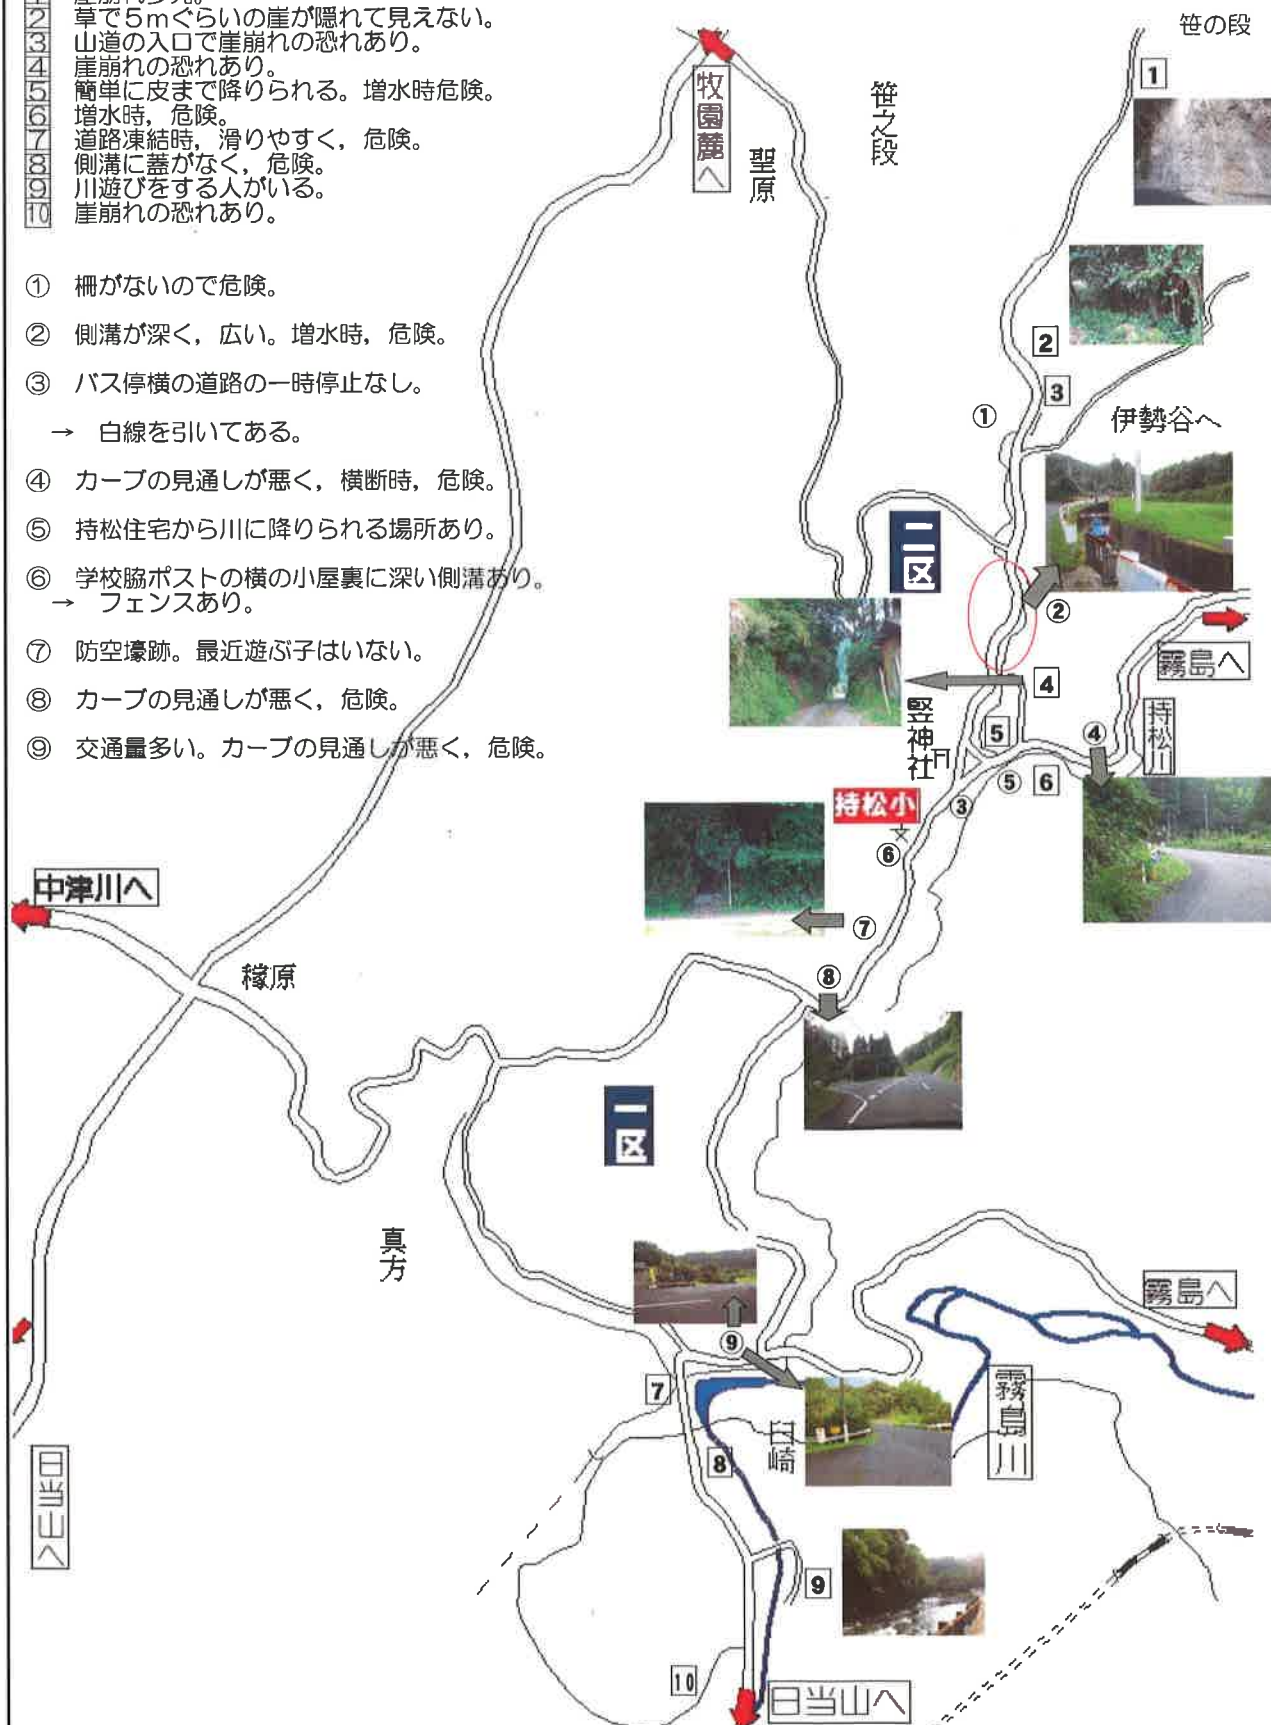 2 草で5mぐらいの崖が隠れて見えない。
3 山道の入口で崖崩れの恐れあり。
4 崖崩れの恐れあり。
5 簡単に皮まで降りられる。増水時危険。
6 増水時,危険。
7 道路凍結時,滑りやすく,危険。
8 側溝に蓋がなく,危険。
9 川遊びをする人がいる。
10 崖崩れの恐れあり。
① 柵がないので危険。
② 側溝が深く,広い。増水時,危険。
③ バス停横の道路の一時停止なし。
→ 白線を引いてある。
④ カーブの見通しが悪く,横断時,危険。
⑤ 持松住宅から川に降りられる場所あり。
⑥ 学校脇ポストの横の小屋裏に深い側溝あり。
→ フェンスあり。
⑦ 防空壕跡。最近遊ぶ子はいない。
⑧ カーブの見通しが悪く,危険。
⑨ 交通量多い。カーブの見通しが悪く,危険。
笹の段
1
牧園麓へ
笹之段
聖原
2
3
①
伊勢谷へ
二区
②
霧島へ
4
竪神社
5
④
持松川
⑤
6
③
持松小
文
⑥
中津川へ
⑦
稼原
⑧
一区
真方
霧島へ
⑨
7
霧島川
臼崎
8
日当山へ
9
10
日当山へ